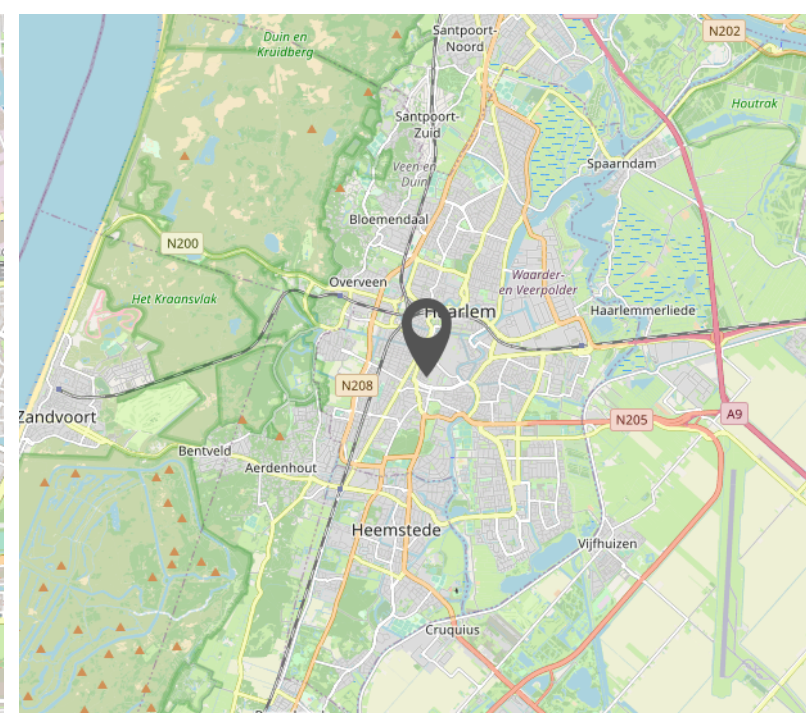 Duin en
Kruidberg
Santpoort-
Noord
N202
Houtrak
Santpoort-
Zuid
Veen en
Duin
Spaarndam
Bloemendaal
N200
Overveen
Waarder-
en Veerpolder
Het Kraansvlak
Haarlem
Haarlemmerliede
N208
Zandvoort
N205
A9
Bentveld
Aerdenhout
Heemstede
Vijfhuizen
Cruquius